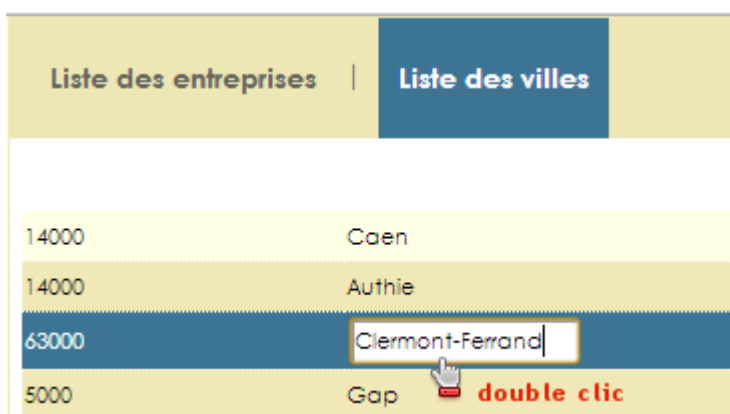 Liste des entreprises | Liste des villes
14000 Caen
14000 Authie
63000 Clermont-Ferrand
5000 Gap double clic